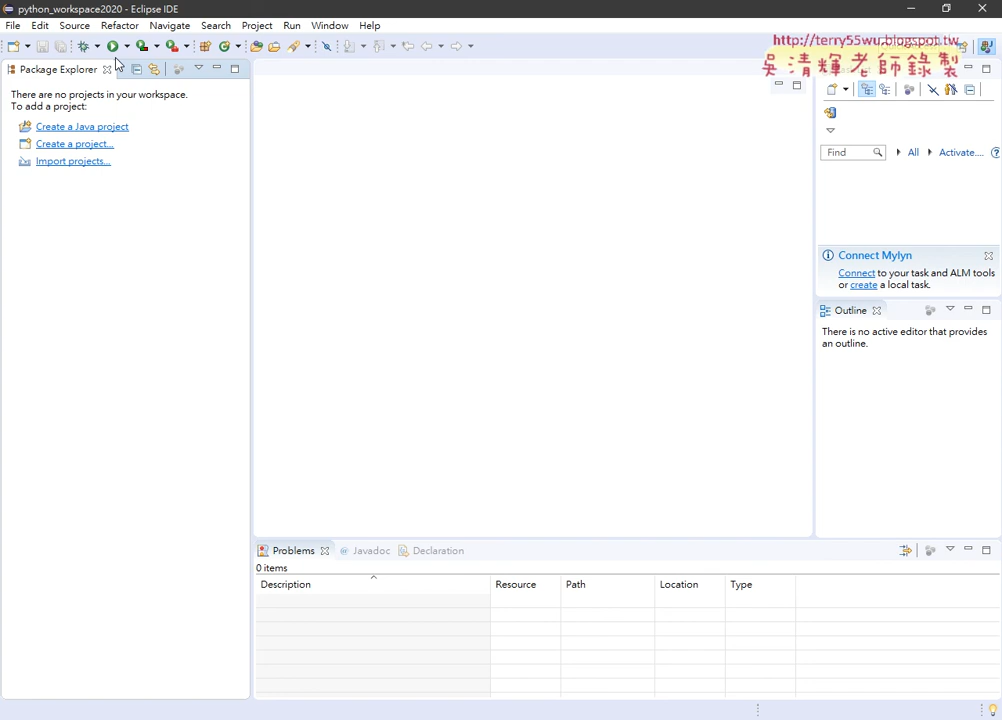 python_workspace2020 - Eclipse IDE
File Edit Source Refactor Navigate Search Project Run Window Help
http://terry55wu.blogspot.tw
吳清輝老師錄製
Package Explorer
There are no projects in your workspace.
To add a project:
Create a Java project
Create a project...
Import projects...
Find All Activate...
Connect Mylyn
Connect to your task and ALM tools
or create a local task.
Outline
There is no active editor that provides
an outline.
Problems @ Javadoc Declaration
0 items
Description Resource Path Location Type